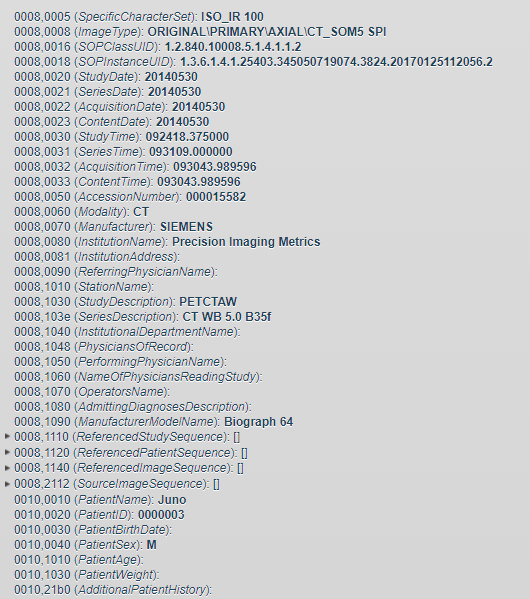 0008,0005 (SpecificCharacterSet): ISO_IR 100
0008,0008 (ImageType): ORIGINAL\PRIMARY\AXIAL\CT_SOM5 SPI
0008,0016 (SOPClassUID): 1.2.840.10008.5.1.4.1.1.2
0008,0018 (SOPInstanceUID): 1.3.6.1.4.1.25403.345050719074.3824.20170125112056.2
0008,0020 (StudyDate): 20140530
0008,0021 (SeriesDate): 20140530
0008,0022 (AcquisitionDate): 20140530
0008,0023 (ContentDate): 20140530
0008,0030 (StudyTime): 092418.375000
0008,0031 (SeriesTime): 093109.000000
0008,0032 (AcquisitionTime): 093043.989596
0008,0033 (ContentTime): 093043.989596
0008,0050 (AccessionNumber): 000015582
0008,0060 (Modality): CT
0008,0070 (Manufacturer): SIEMENS
0008,0080 (InstitutionName): Precision Imaging Metrics
0008,0081 (InstitutionAddress):
0008,0090 (ReferringPhysicianName):
0008,1010 (StationName):
0008,1030 (StudyDescription): PETCTAW
0008,103e (SeriesDescription): CT WB 5.0 B35f
0008,1040 (InstitutionalDepartmentName):
0008,1048 (PhysiciansOfRecord):
0008,1050 (PerformingPhysicianName):
0008,1060 (NameOfPhysiciansReadingStudy):
0008,1070 (OperatorsName):
0008,1080 (AdmittingDiagnosesDescription):
0008,1090 (ManufacturerModelName): Biograph 64
0008,1110 (ReferencedStudySequence): []
0008,1120 (ReferencedPatientSequence): []
0008,1140 (ReferencedImageSequence): []
0008,2112 (SourceImageSequence): []
0010,0010 (PatientName): Juno
0010,0020 (PatientID): 0000003
0010,0030 (PatientBirthDate):
0010,0040 (PatientSex): M
0010,1010 (PatientAge):
0010,1030 (PatientWeight):
0010,21b0 (AdditionalPatientHistory):